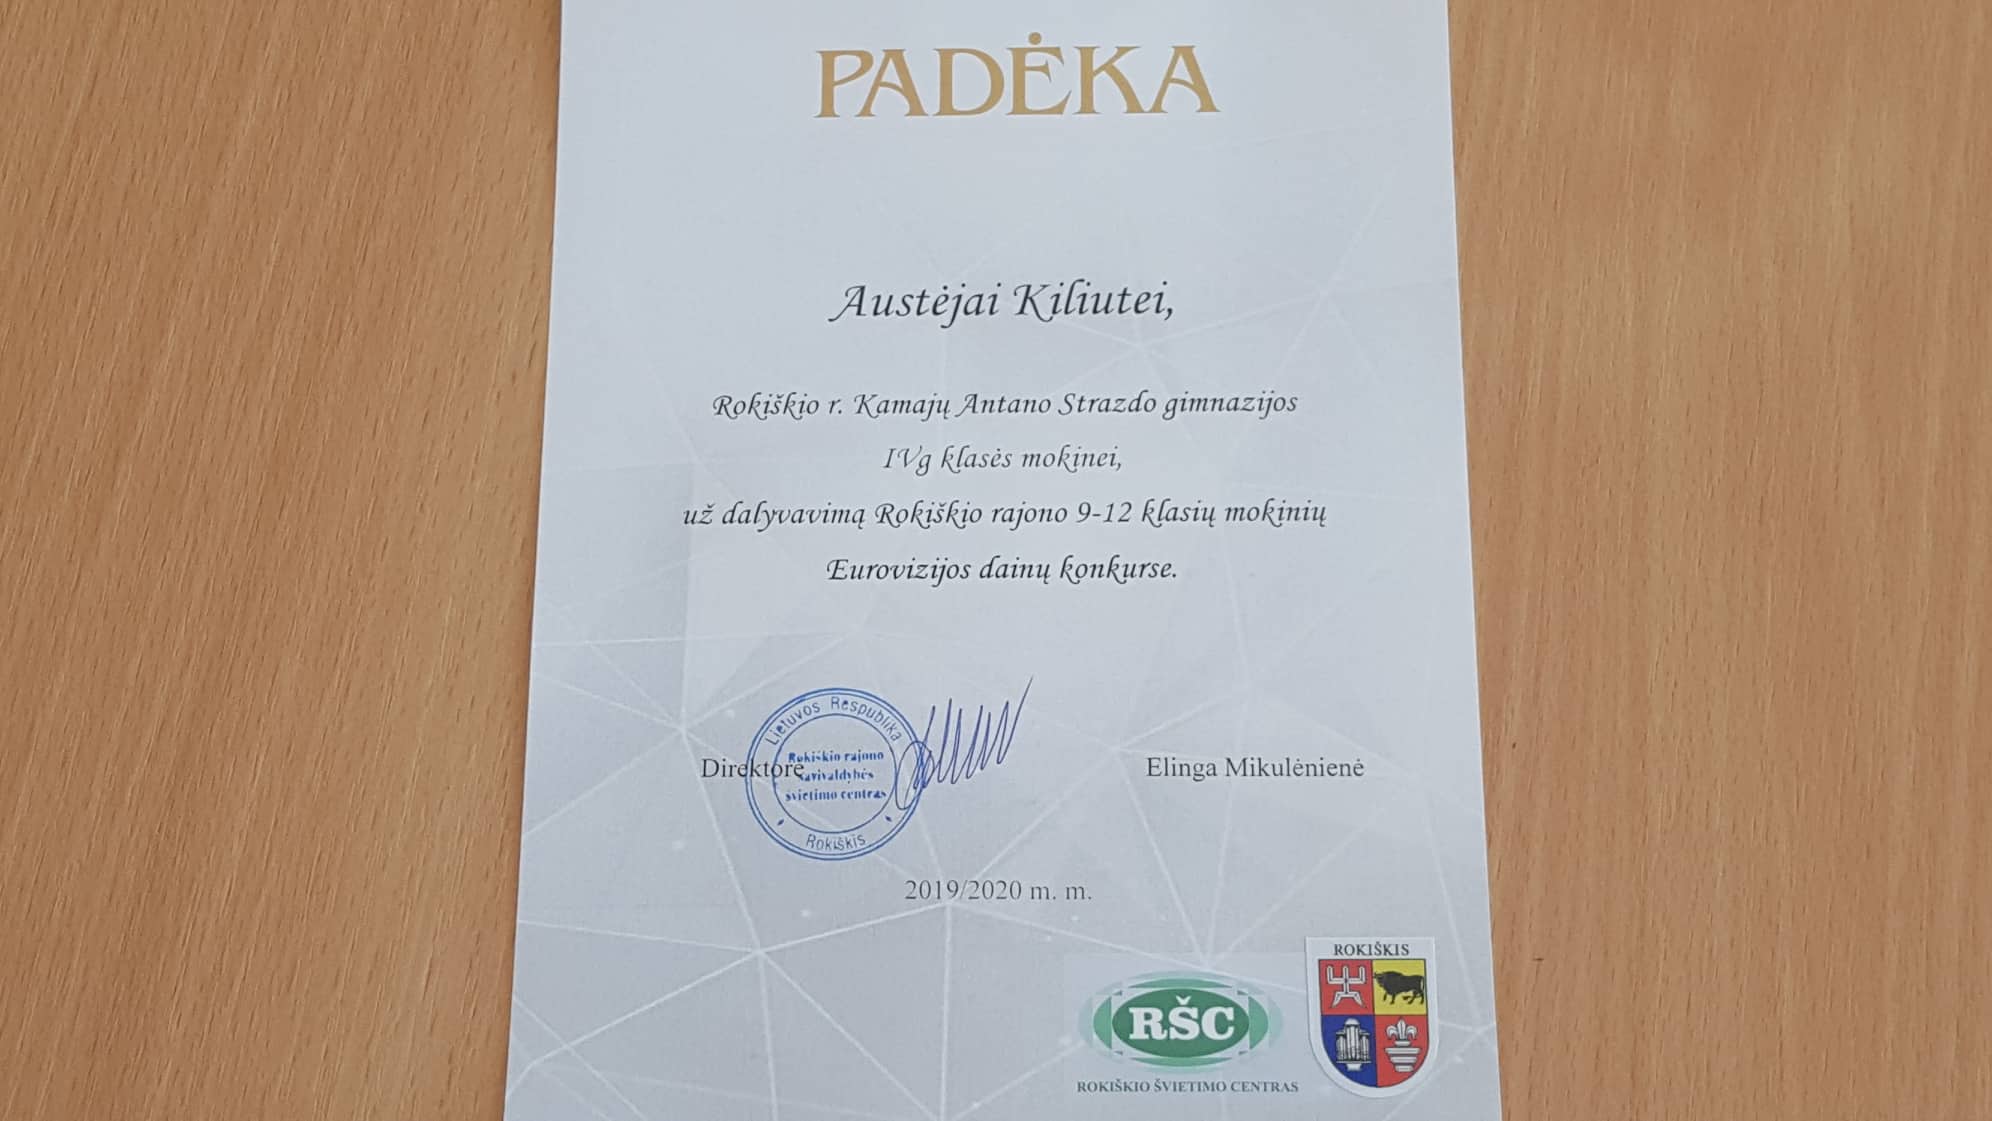 PADĖKA
Austėjai Kiliutei,
Rokiškio r. Kamajų Antano Strazdo gimnazijos
IVg klasės mokinei,
už dalyvavimą Rokiškio rajono 9-12 klasių mokinių
Eurovizijos dainų konkurse.
Lietuvos Respublika
Rokiškio rajono
savivaldybės
švietimo centras
Rokiškis
Direktorė
Elinga Mikulėnienė
2019/2020 m. m.
RŠC
ROKIŠKIO ŠVIETIMO CENTRAS
ROKIŠKIS